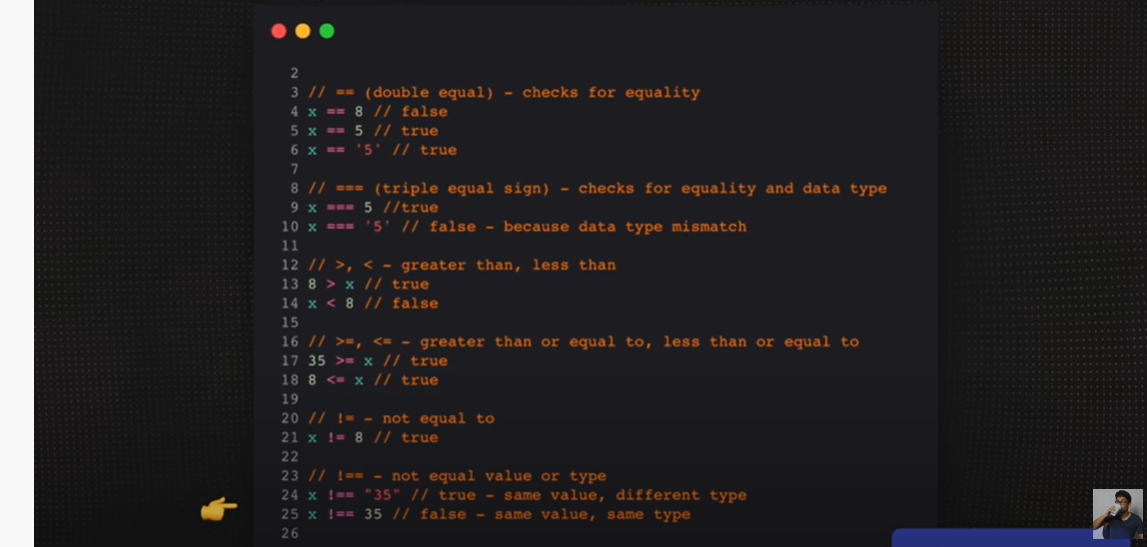 2
3 // == (double equal) - checks for equality
4 x == 8 // false
5 x == 5 // true
6 x == '5' // true
7
8 // === (triple equal sign) - checks for equality and data type
9 x === 5 //true
10 x === '5' // false - because data type mismatch
11
12 // >, < - greater than, less than
13 8 > x // true
14 x < 8 // false
15
16 // >=, <= - greater than or equal to, less than or equal to
17 35 >= x // true
18 8 <= x // true
19
20 // != - not equal to
21 x != 8 // true
22
23 // !== - not equal value or type
24 x !== "35" // true - same value, different type
25 x !== 35 // false - same value, same type
26